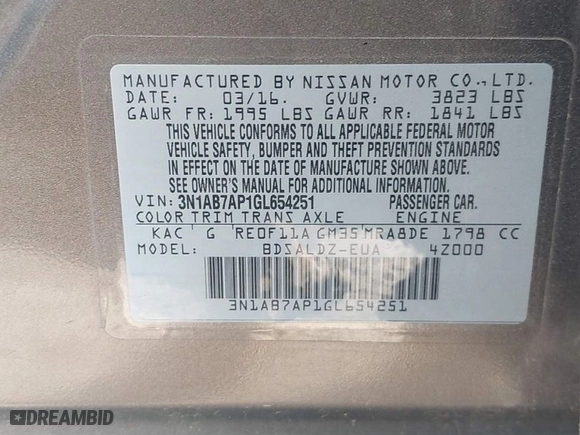 MANUFACTURED BY NISSAN MOTOR CO., LTD.
DATE: 03/16. GVWR: 3823 LBS
GAWR FR: 1995 LBS GAWR RR: 1841 LBS
THIS VEHICLE CONFORMS TO ALL APPLICABLE FEDERAL MOTOR
VEHICLE SAFETY, BUMPER AND THEFT PREVENTION STANDARDS
IN EFFECT ON THE DATE OF MANUFACTURE SHOWN ABOVE.
SEE OWNER'S MANUAL FOR ADDITIONAL INFORMATION.
VIN: 3N1AB7AP1GL654251 PASSENGER CAR.
COLOR TRIM TRANS AXLE ENGINE
KAC G RE0F11A GM35 MRA8DE 1798 CC
MODEL: BDSALDZ-EUA 4Z000
3N1AB7AP1GL654251
DREAMBID